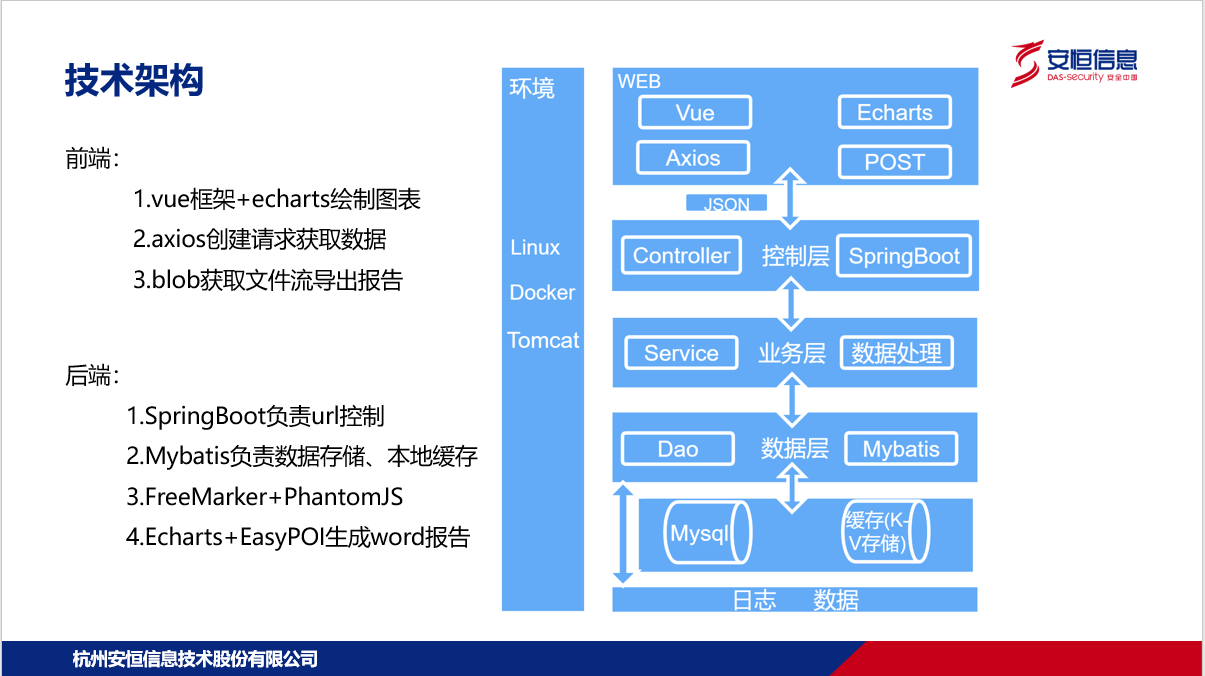 技术架构
安恒信息
DAS-security 安全中国
前端：
1.vue框架+echarts绘制图表
2.axios创建请求获取数据
3.blob获取文件流导出报告
后端：
1.SpringBoot负责url控制
2.Mybatis负责数据存储、本地缓存
3.FreeMarker+PhantomJS
4.Echarts+EasyPOI生成word报告
环境
Linux
Docker
Tomcat
WEB
Vue
Echarts
Axios
POST
JSON
Controller
控制层
SpringBoot
Service
业务层
数据处理
Dao
数据层
Mybatis
Mysql
缓存(K-
V存储)
日志 数据
杭州安恒信息技术股份有限公司